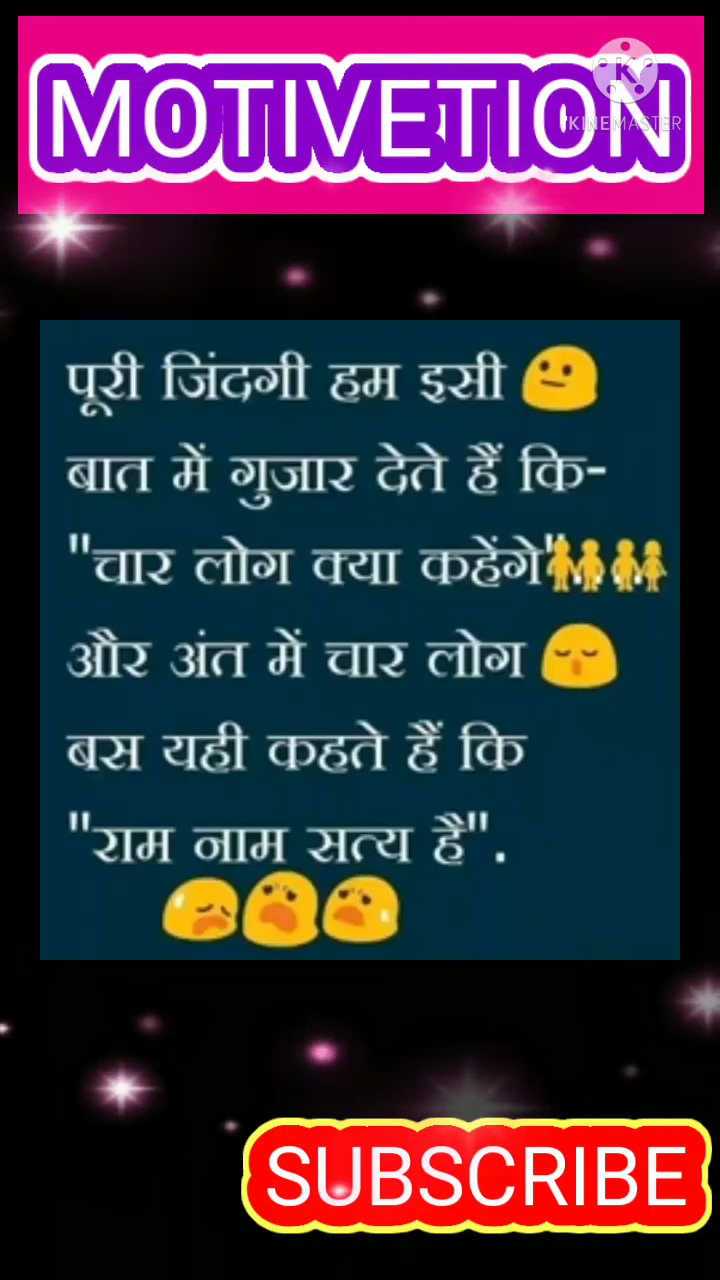 MOTIVETION
KINEMASTER
पूरी जिंदगी हम इसी
बात में गुजार देते हैं कि-
"चार लोग क्या कहेंगे"
और अंत में चार लोग
बस यही कहते हैं कि
"राम नाम सत्य है".
SUBSCRIBE